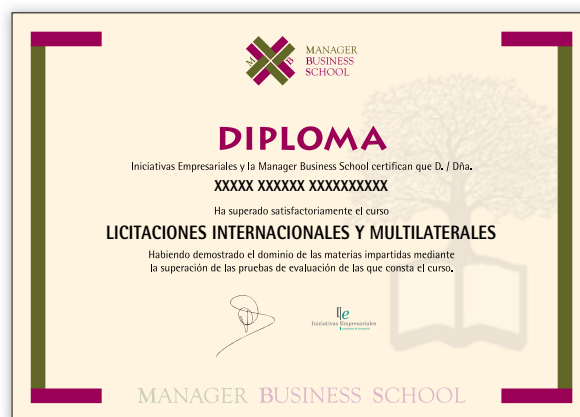 M B
MANAGER
BUSINESS
SCHOOL
DIPLOMA
Iniciativas Empresariales y la Manager Business School certifican que D. / Dña.
XXXXX XXXXXX XXXXXXXXXX
Ha superado satisfactoriamente el curso
LICITACIONES INTERNACIONALES Y MULTILATERALES
Habiendo demostrado el dominio de las materias impartidas mediante
la superación de las pruebas de evaluación de las que consta el curso.
Iniciativas Empresariales
MANAGER BUSINESS SCHOOL